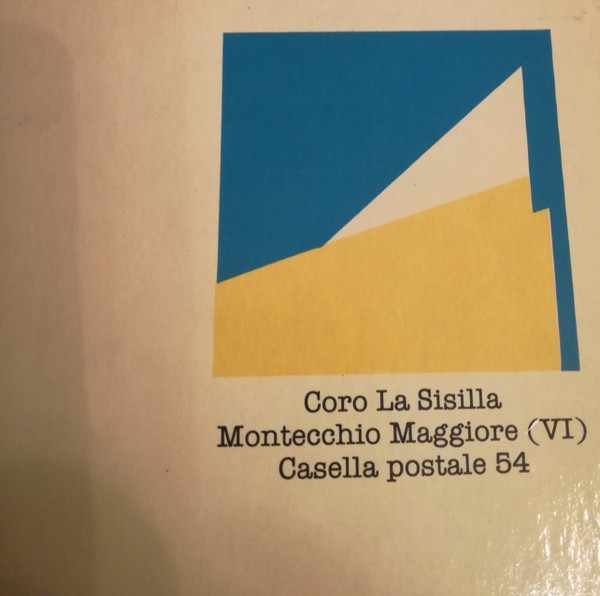 Coro La Sisilla
Montecchio Maggiore (VI)
Casella postale 54